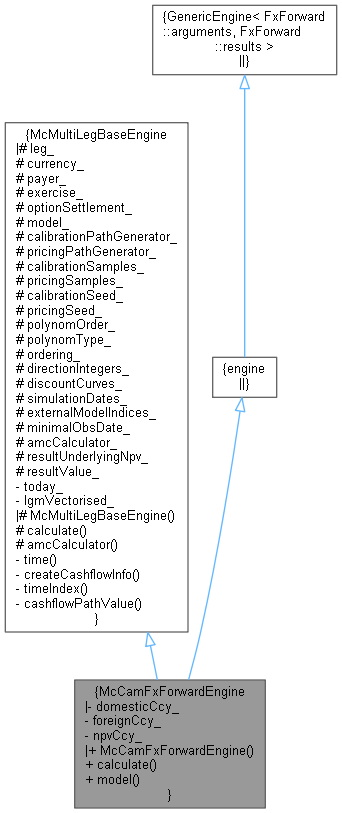 {GenericEngine< FxForward
::arguments, FxForward
::results >
||}
{McMultiLegBaseEngine
|# leg_
# currency_
# payer_
# exercise_
# optionSettlement_
# model_
# calibrationPathGenerator_
# pricingPathGenerator_
# calibrationSamples_
# pricingSamples_
# calibrationSeed_
# pricingSeed_
# polynomOrder_
# polynomType_
# ordering_
# directionIntegers_
# discountCurves_
# simulationDates_
# externalModelIndices_
# minimalObsDate_
# amcCalculator_
# resultUnderlyingNpv_
# resultValue_
- today_
- lgmVectorised_
|# McMultiLegBaseEngine()
# calculate()
# amcCalculator()
- time()
- createCashflowInfo()
- timeIndex()
- cashflowPathValue()
}
{engine
||}
{McCamFxForwardEngine
|- domesticCcy_
- foreignCcy_
- npvCcy_
|+ McCamFxForwardEngine()
+ calculate()
+ model()
}